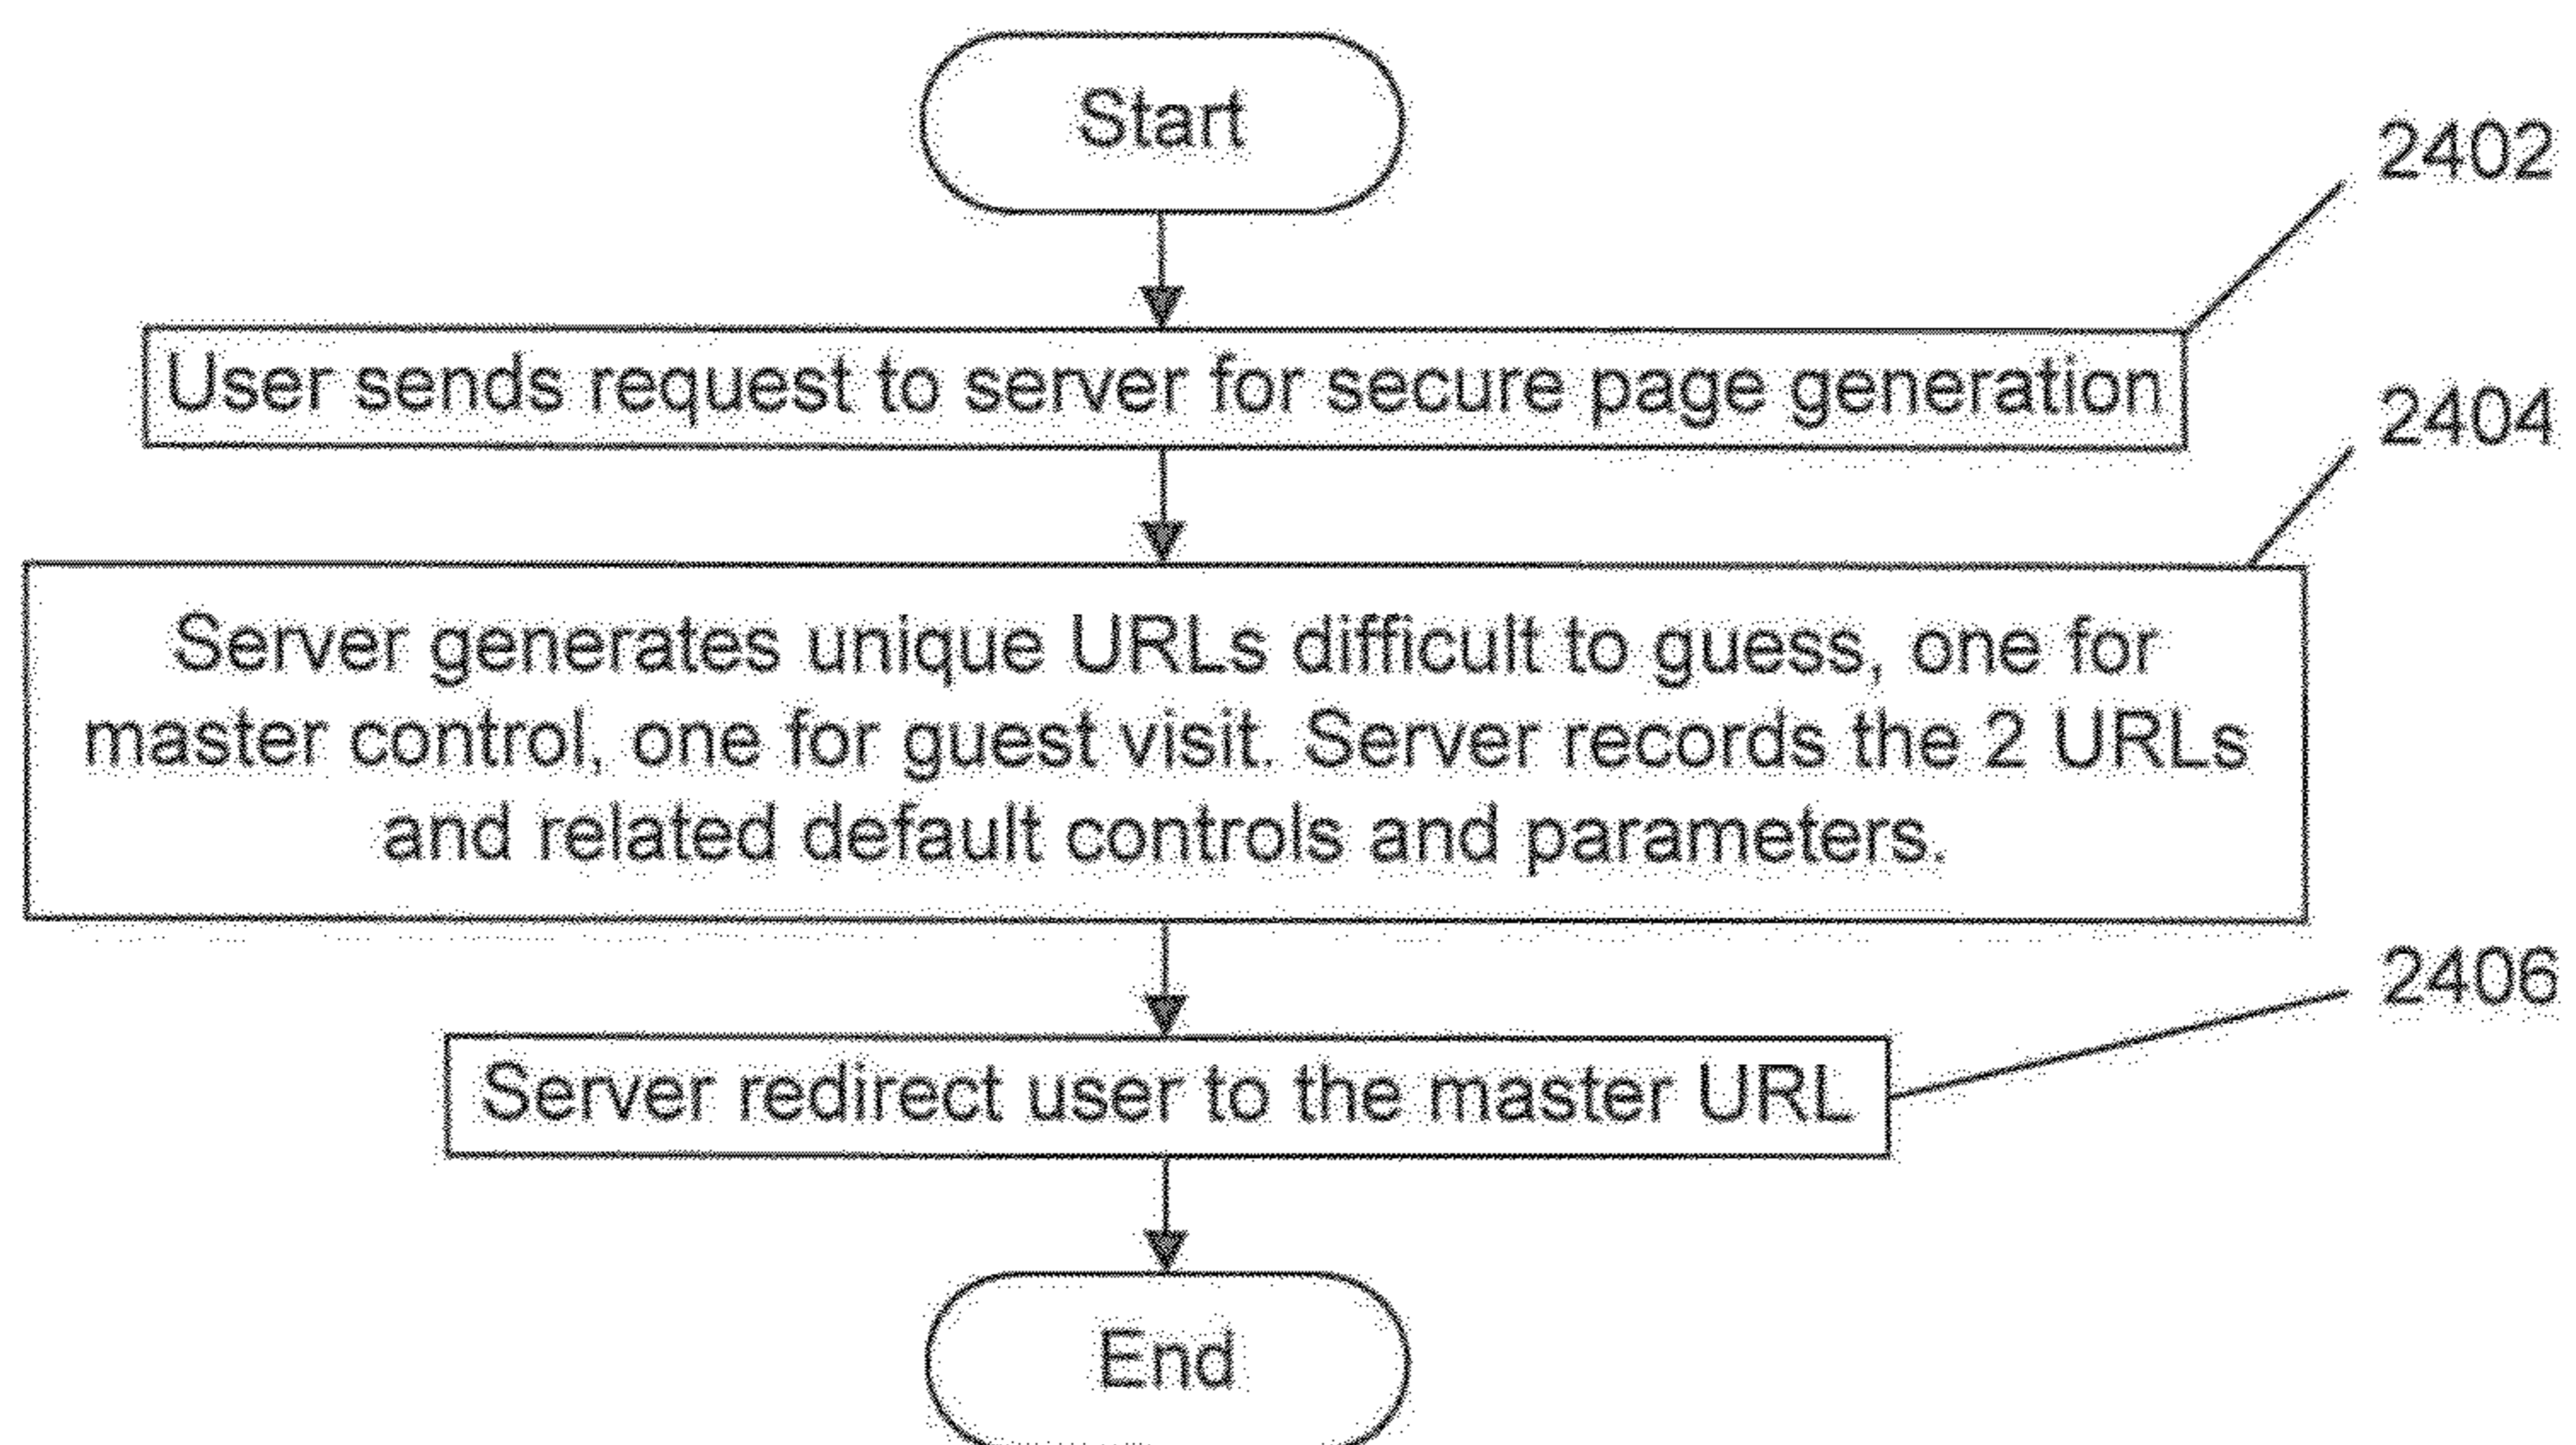 Start
2402
User sends request to server for secure page generation
2404
Server generates unique URLs difficult to guess, one for
master control, one for guest visit. Server records the 2 URLs
and related default controls and parameters.
2406
Server redirect user to the master URL
End